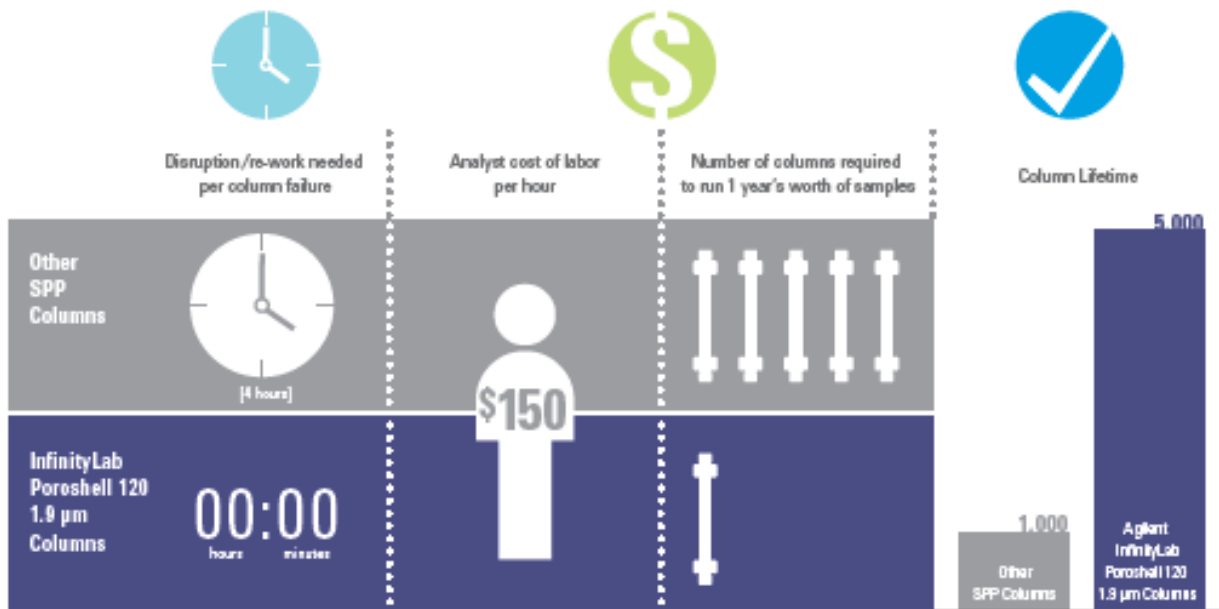 $
Disruption/re-work needed
per column failure
Analyst cost of labor
per hour
Number of columns required
to run 1 year's worth of samples
Column Lifetime
Other
SPP
Columns
[4 hours]
$150
InfinityLab
Poroshell 120
1.9 µm
Columns
00:00
hours minutes
1,000
Other
SPP Columns
5,000
Agilent
InfinityLab
Poroshell 120
1.9 µm Columns